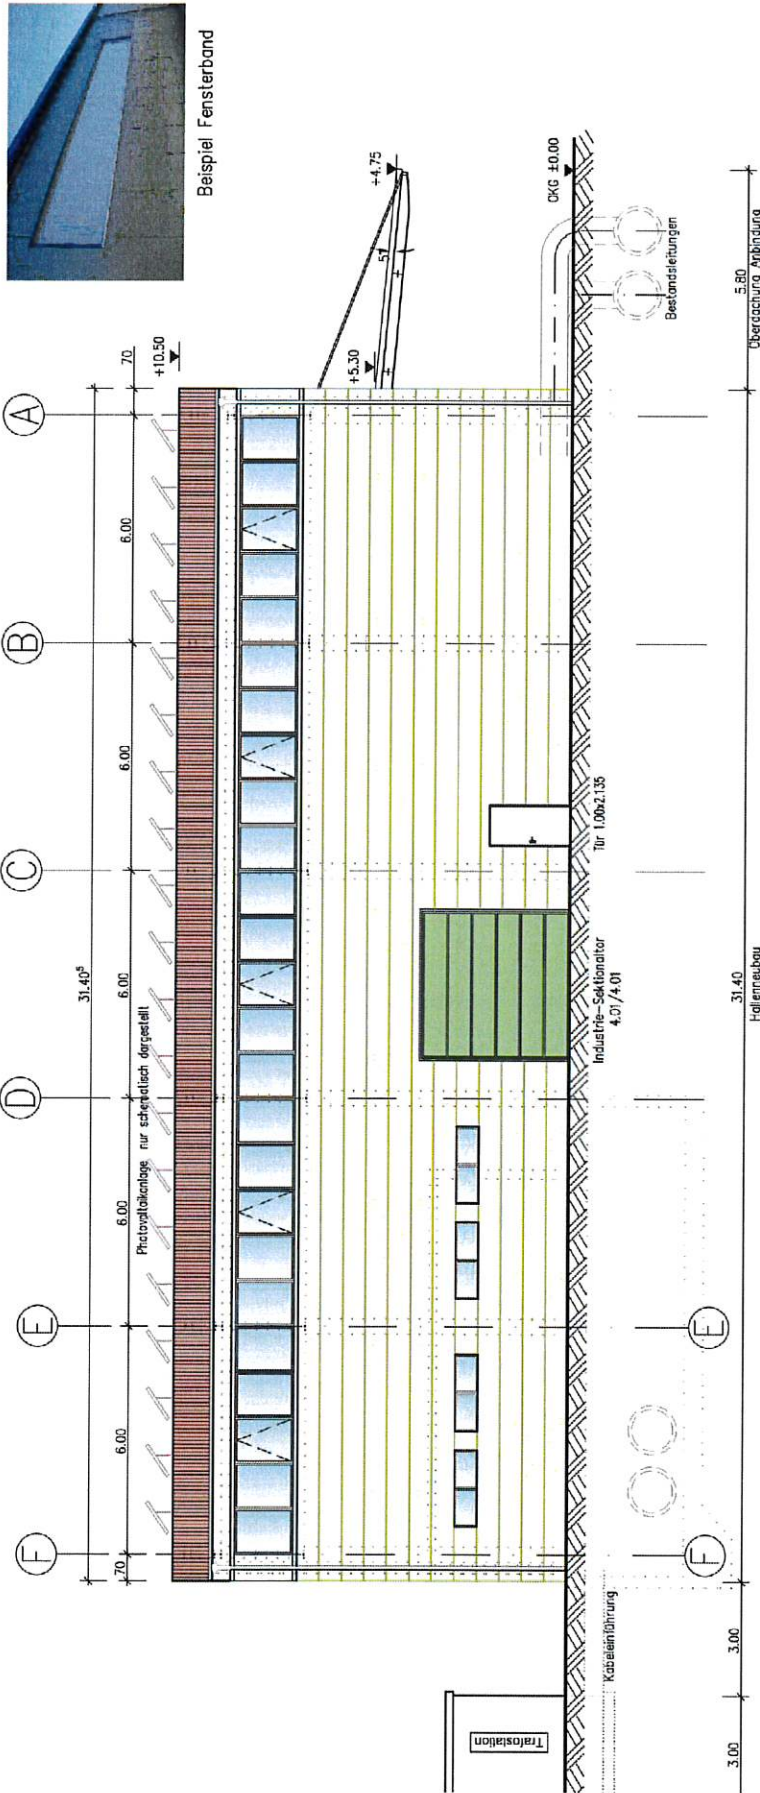 Beispiel Fensterband
31.40⁵
F
E
D
C
B
A
70
6.00
6.00
6.00
6.00
6.00
70
Photovoltaikanlage nur schematisch dargestellt
+10.50
+5.30
+4.75
5°
OKG ±0.00
Trafostation
Industrie-Sektionaltor
4.01/4.01
Tür 1.00x2.135
Bestandsleitungen
Kabeleinführung
F
E
3.00
3.00
31.40
5.80
Hallenneubau
Überdachung Anbindung